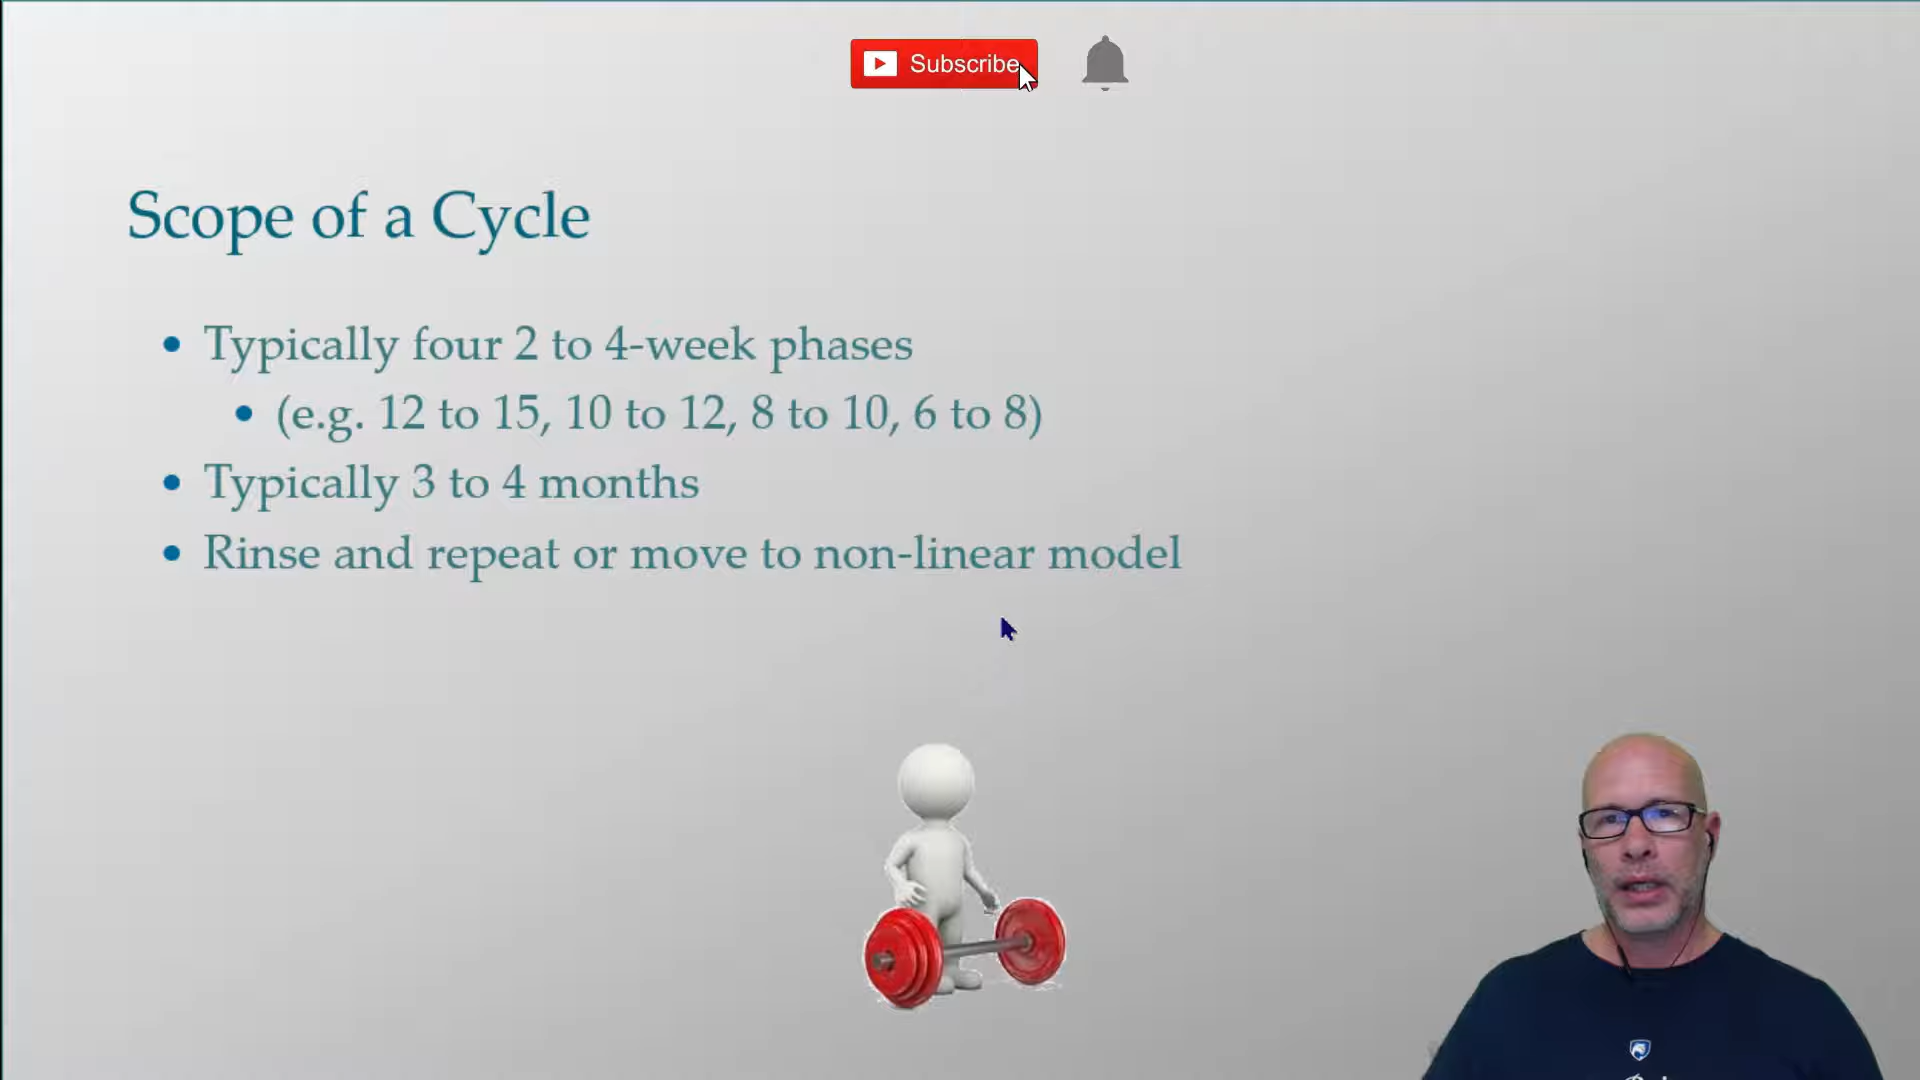 Subscribe
Scope of a Cycle
• Typically four 2 to 4-week phases
• (e.g. 12 to 15, 10 to 12, 8 to 10, 6 to 8)
• Typically 3 to 4 months
• Rinse and repeat or move to non-linear model